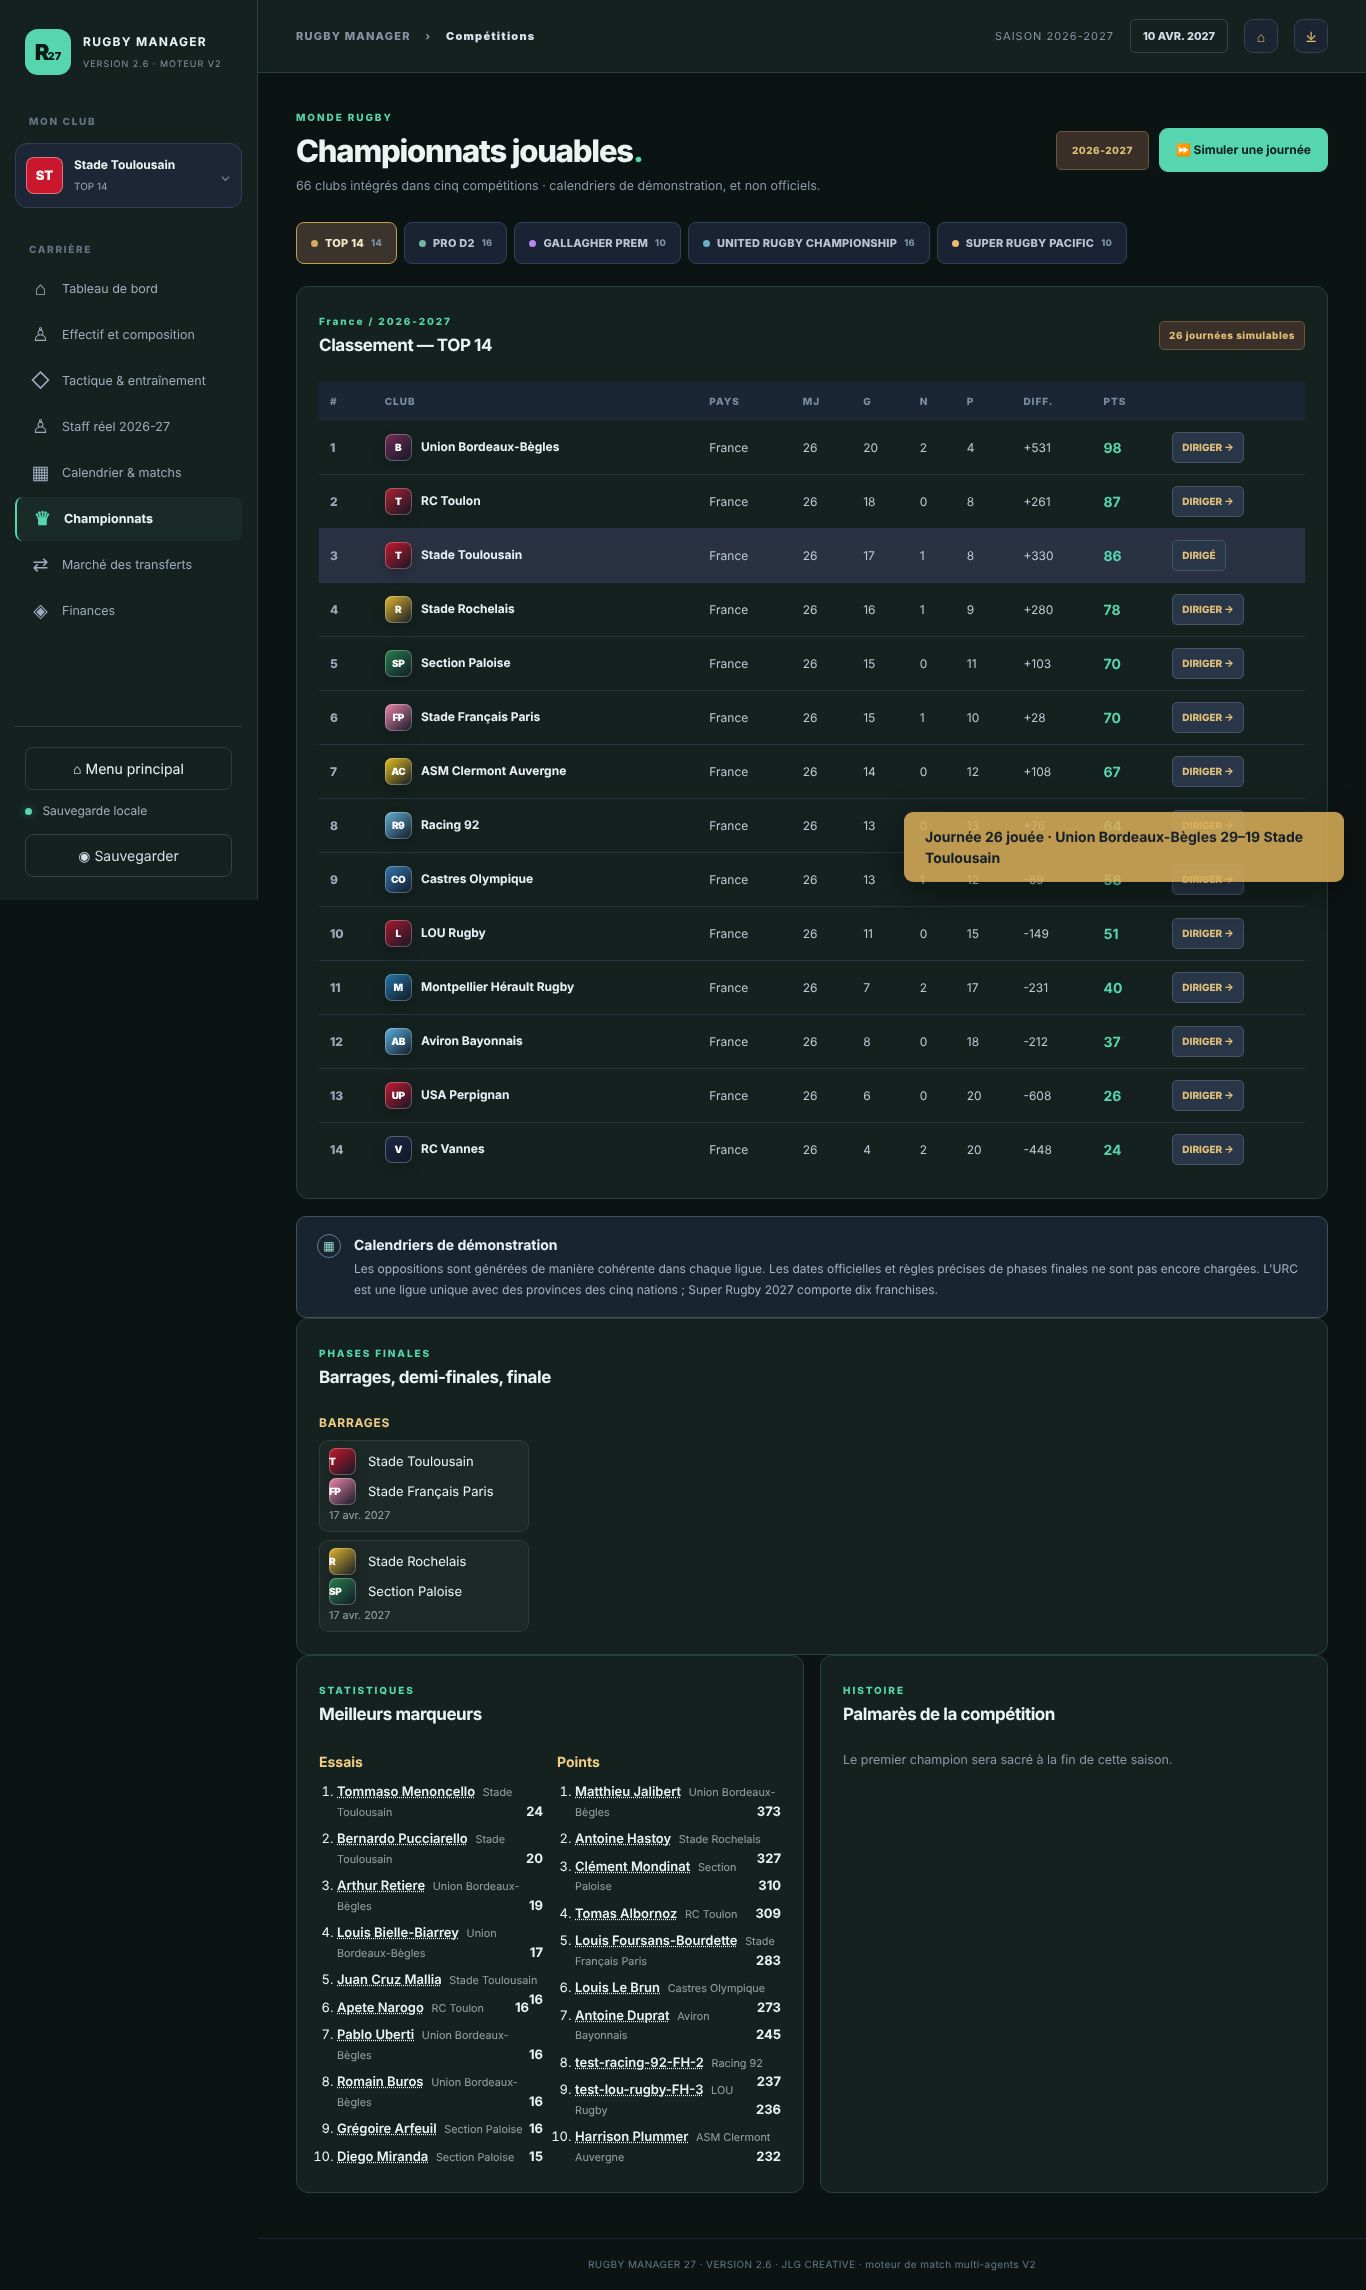 R27
RUGBY MANAGER
VERSION 2.6 · MOTEUR V2
MON CLUB
ST
Stade Toulousain
TOP 14
CARRIÈRE
Tableau de bord
Effectif et composition
Tactique & entraînement
Staff réel 2026-27
Calendrier & matchs
Championnats
Marché des transferts
Finances
Menu principal
Sauvegarde locale
Sauvegarder
RUGBY MANAGER › Compétitions
SAISON 2026-2027 10 AVR. 2027
MONDE RUGBY
Championnats jouables.
66 clubs intégrés dans cinq compétitions · calendriers de démonstration, et non officiels.
2026-2027
Simuler une journée
TOP 14 14 PRO D2 16 GALLAGHER PREM 10 UNITED RUGBY CHAMPIONSHIP 16 SUPER RUGBY PACIFIC 10
France / 2026-2027
Classement — TOP 14
26 journées simulables
# CLUB PAYS MJ G N P DIFF. PTS
1 B Union Bordeaux-Bègles France 26 20 2 4 +531 98 DIRIGER →
2 T RC Toulon France 26 18 0 8 +261 87 DIRIGER →
3 T Stade Toulousain France 26 17 1 8 +330 86 DIRIGÉ
4 R Stade Rochelais France 26 16 1 9 +280 78 DIRIGER →
5 SP Section Paloise France 26 15 0 11 +103 70 DIRIGER →
6 FP Stade Français Paris France 26 15 1 10 +28 70 DIRIGER →
7 AC ASM Clermont Auvergne France 26 14 0 12 +108 67 DIRIGER →
8 R9 Racing 92 France 26 13 0 13 +76 64 DIRIGER →
Journée 26 jouée · Union Bordeaux-Bègles 29–19 Stade
Toulousain
9 CO Castres Olympique France 26 13 1 12 -69 58 DIRIGER →
10 L LOU Rugby France 26 11 0 15 -149 51 DIRIGER →
11 M Montpellier Hérault Rugby France 26 7 2 17 -231 40 DIRIGER →
12 AB Aviron Bayonnais France 26 8 0 18 -212 37 DIRIGER →
13 UP USA Perpignan France 26 6 0 20 -608 26 DIRIGER →
14 V RC Vannes France 26 4 2 20 -448 24 DIRIGER →
Calendriers de démonstration
Les oppositions sont générées de manière cohérente dans chaque ligue. Les dates officielles et règles précises de phases finales ne sont pas encore chargées. L'URC
est une ligue unique avec des provinces des cinq nations ; Super Rugby 2027 comporte dix franchises.
PHASES FINALES
Barrages, demi-finales, finale
BARRAGES
T Stade Toulousain
FP Stade Français Paris
17 avr. 2027
R Stade Rochelais
SP Section Paloise
17 avr. 2027
STATISTIQUES
Meilleurs marqueurs
Essais
1. Tommaso Menoncello Stade
Toulousain 24
2. Bernardo Pucciarello Stade
Toulousain 20
3. Arthur Retiere Union Bordeaux-
Bègles 19
4. Louis Bielle-Biarrey Union
Bordeaux-Bègles 17
5. Juan Cruz Mallia Stade Toulousain
16
6. Apete Narogo RC Toulon 16
7. Pablo Uberti Union Bordeaux-
Bègles 16
8. Romain Buros Union Bordeaux-
Bègles 16
9. Grégoire Arfeuil Section Paloise 16
10. Diego Miranda Section Paloise 15
Points
1. Matthieu Jalibert Union Bordeaux-
Bègles 373
2. Antoine Hastoy Stade Rochelais
327
3. Clément Mondinat Section
Paloise 310
4. Tomas Albornoz RC Toulon 309
5. Louis Foursans-Bourdette Stade
Français Paris 283
6. Louis Le Brun Castres Olympique
273
7. Antoine Duprat Aviron
Bayonnais 245
8. test-racing-92-FH-2 Racing 92
237
9. test-lou-rugby-FH-3 LOU
Rugby 236
10. Harrison Plummer ASM Clermont
Auvergne 232
HISTOIRE
Palmarès de la compétition
Le premier champion sera sacré à la fin de cette saison.
RUGBY MANAGER 27 · VERSION 2.6 · JLG CREATIVE · moteur de match multi-agents V2